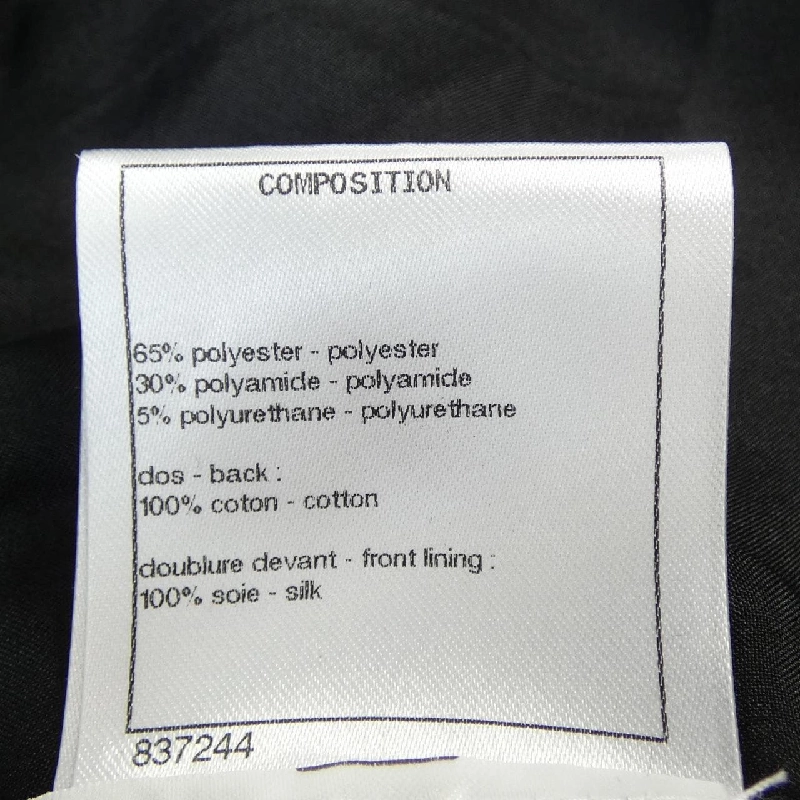 COMPOSITION
65% polyester - polyester
30% polyamide - polyamide
5% polyurethane - polyurethane
dos - back :
100% coton - cotton
doublure devant - front lining :
100% soie - silk
837244